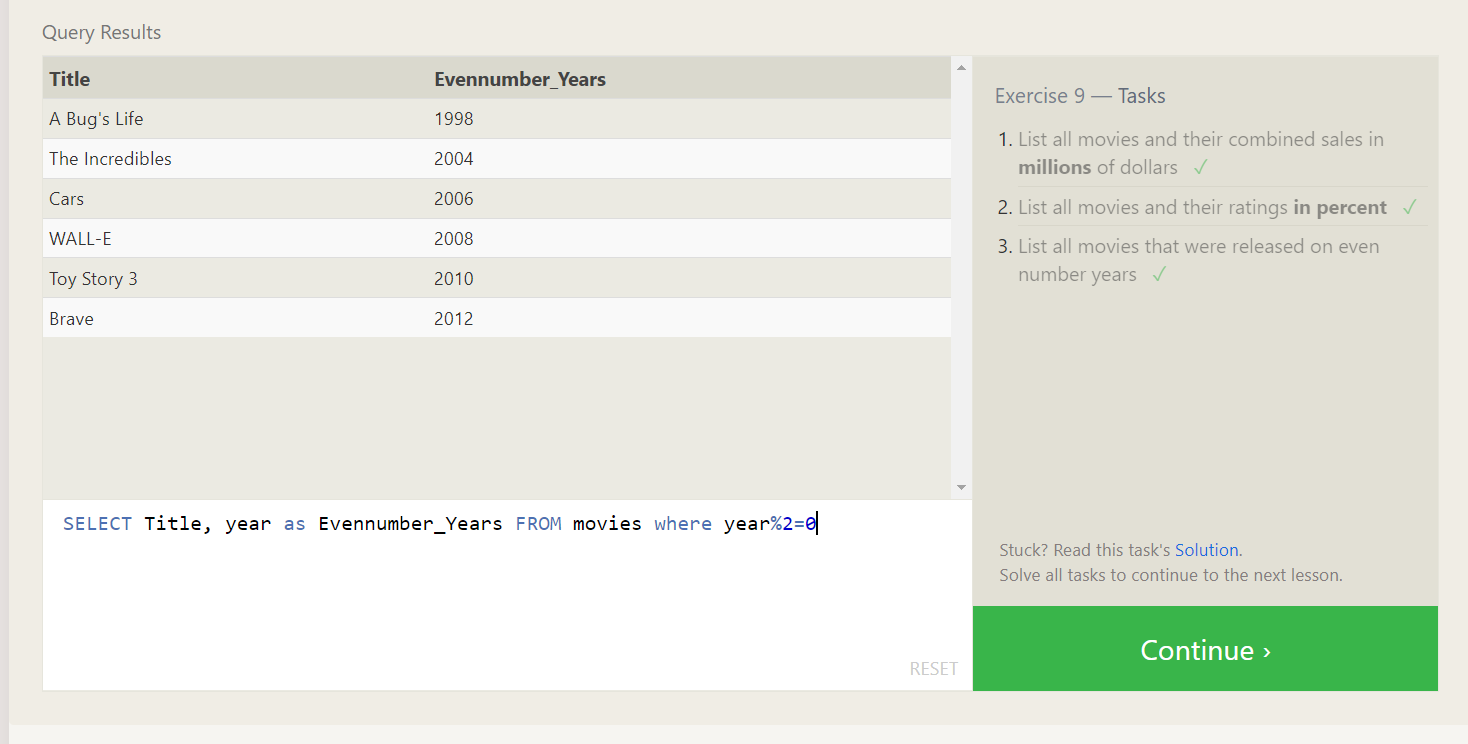 Query Results
Title Evennumber_Years
A Bug's Life 1998
The Incredibles 2004
Cars 2006
WALL-E 2008
Toy Story 3 2010
Brave 2012
SELECT Title, year as Evennumber_Years FROM movies where year%2=0
RESET
Exercise 9 — Tasks
1. List all movies and their combined sales in
millions of dollars ✓
2. List all movies and their ratings in percent ✓
3. List all movies that were released on even
number years ✓
Stuck? Read this task's Solution.
Solve all tasks to continue to the next lesson.
Continue ›